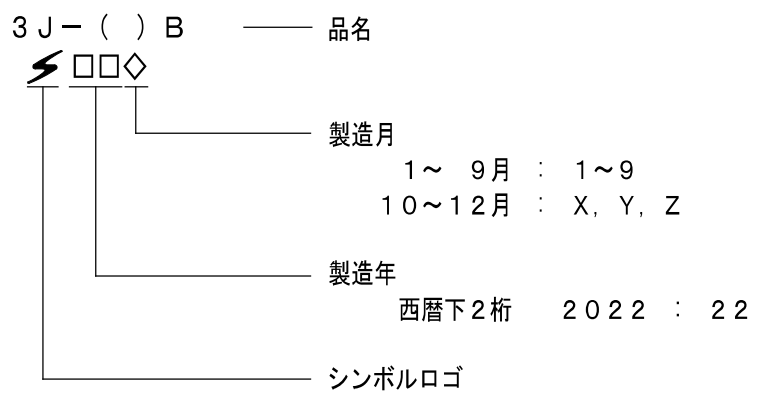 ３Ｊ－（　）Ｂ　品名
□□◇
製造月
１～　９月　：　１～９
１０～１２月　：　Ｘ，Ｙ，Ｚ
製造年
西暦下２桁　２０２２　：　２２
シンボルロゴ